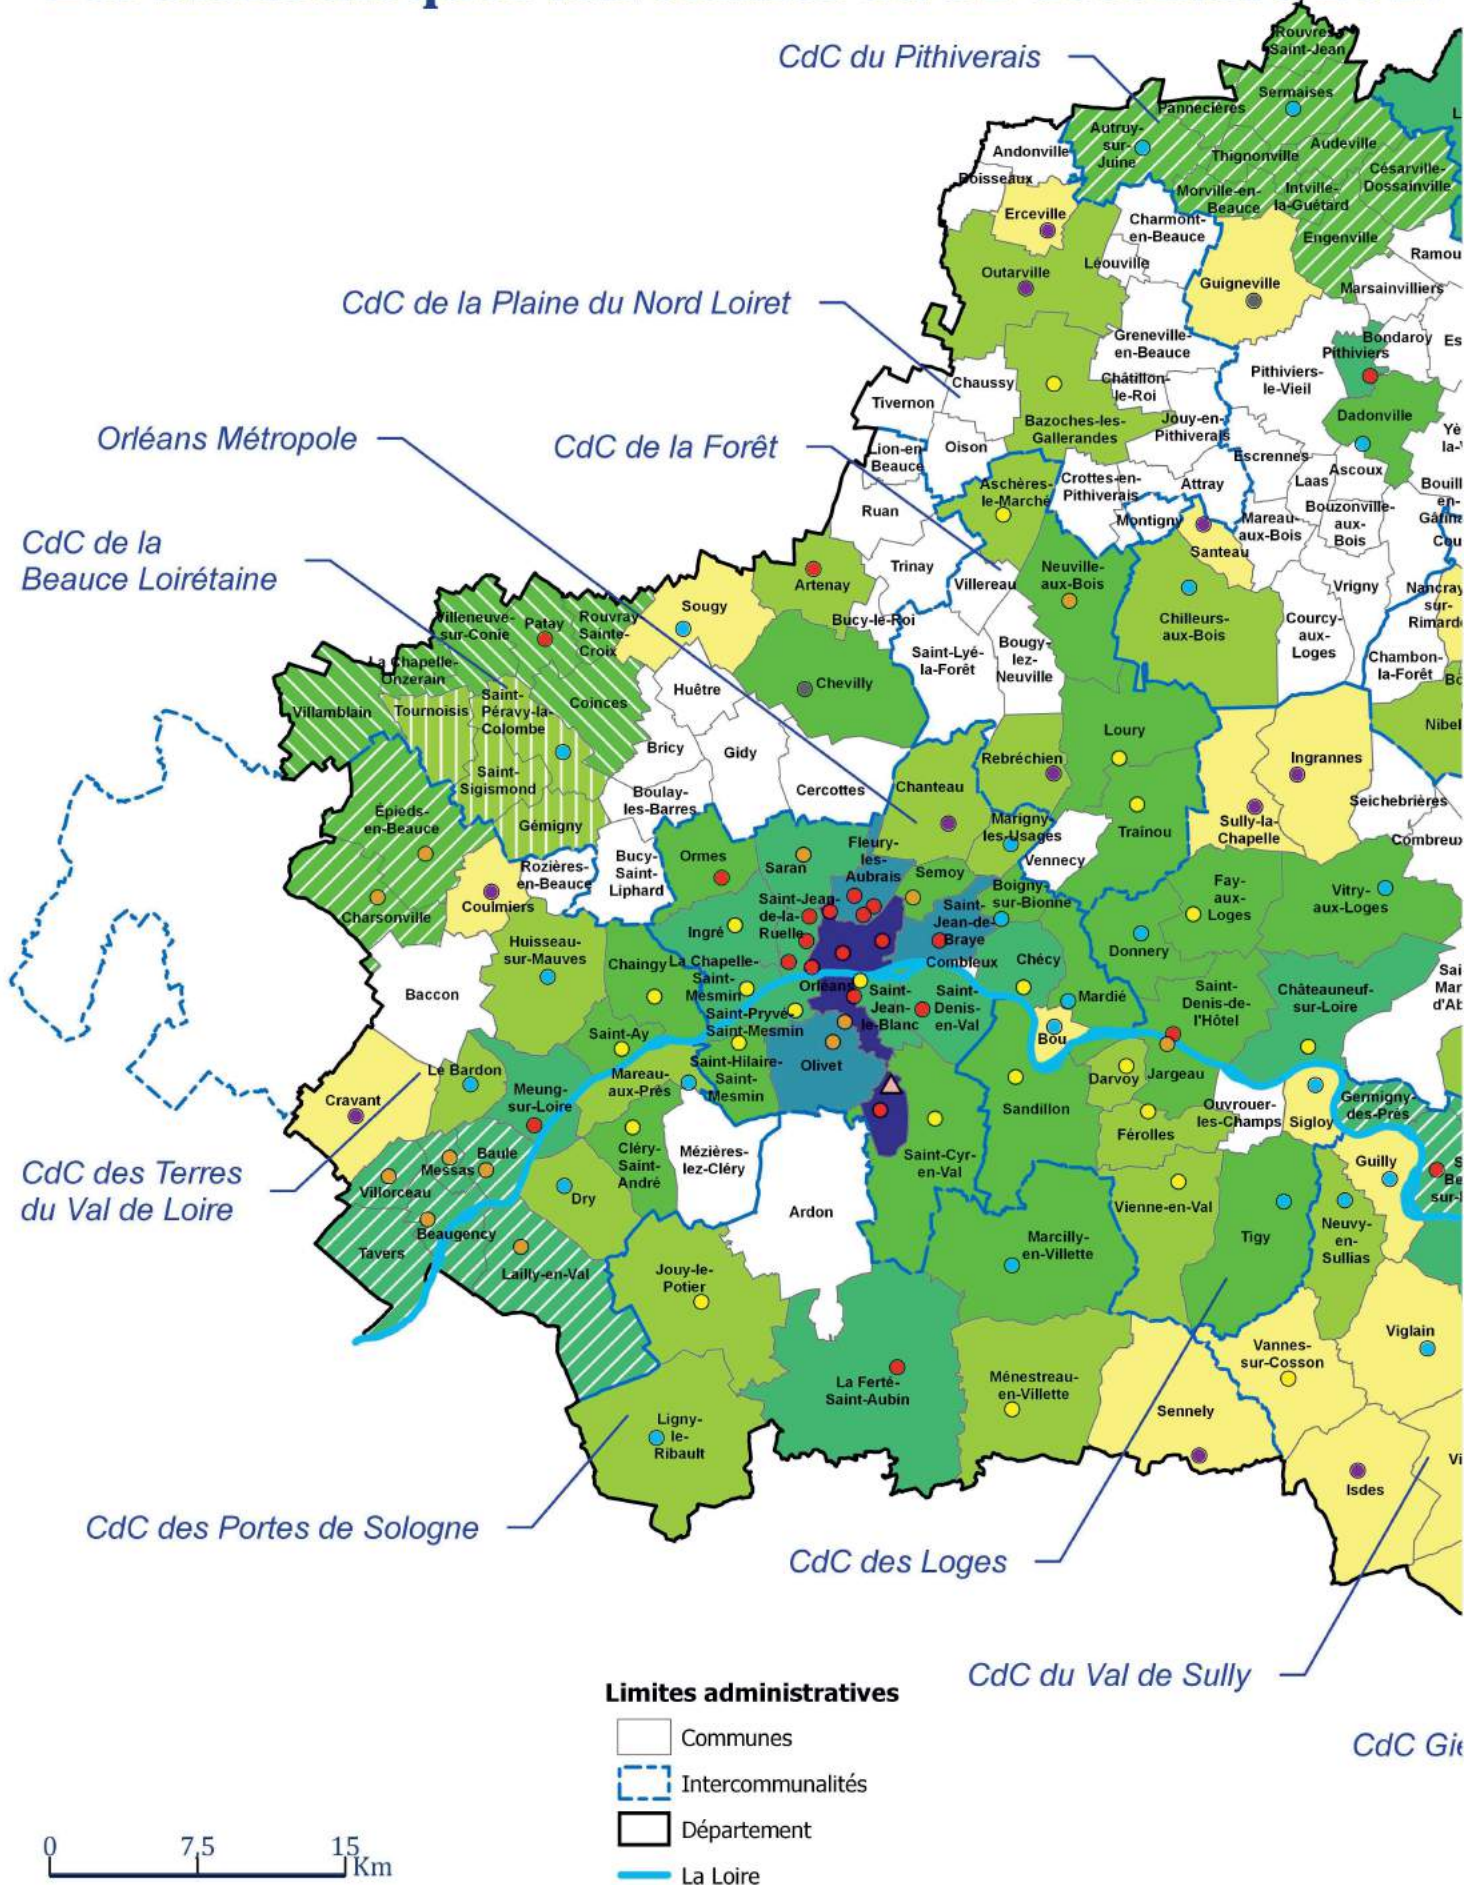 CdC du Pithiverais
Rouvres-
Saint-Jean
Sermaises
Pannecières
Autruy-
sur-
Juine
Audeville
Thignonville
Césarville-
Dossainville
Andonville
Boisseaux
Morville-en-
Beauce
Intville-
la-Guétard
Erceville
Charmont-
en-Beauce
Engenville
Léouville
Outarville
Guigneville
Marsainvilliers
CdC de la Plaine du Nord Loiret
Greneville-
en-Beauce
Bondaroy
Pithiviers
Pithiviers-
le-Vieil
Chaussy
Châtillon-
le-Roi
Tivernon
Dadonville
Bazoches-les-
Gallerandes
Jouy-en-
Pithiverais
Orléans Métropole
CdC de la Forêt
Lion-en-
Beauce
Oison
Escrennes
Ascoux
Laas
Aschères-
le-Marché
Crottes-en-
Pithiverais
Attray
Ruan
Bouzonville-
aux-
Bois
Montigny
Mareau-
aux-Bois
Santeau
CdC de la
Beauce Loirétaine
Trinay
Villereau
Neuville-
aux-Bois
Artenay
Vrigny
Nancray-
sur-
Rimarde
Sougy
Villeneuve-
sur-Conie
Patay
Rouvray-
Sainte-
Croix
Bucy-le-Roi
Chilleurs-
aux-Bois
Courcy-
aux-
Loges
Saint-Lyé-
la-Forêt
Bougy-
lez-
Neuville
Chambon-
la-Forêt
La Chapelle-
Onzerain
Huêtre
Chevilly
Villamblain
Tournoisis
Saint-
Péravy-la-
Colombe
Coinces
Loury
Bricy
Gidy
Rebréchien
Ingrannes
Saint-
Sigismond
Chanteau
Cercottes
Boulay-
les-Barres
Seichebrières
Épieds-
en-Beauce
Gémigny
Marigny-
les-Usages
Trainou
Sully-la-
Chapelle
Combreux
Fleury-
les-
Aubrais
Ormes
Saran
Bucy-
Saint-
Liphard
Rozières-
en-Beauce
Vennecy
Semoy
Boigny-
sur-Bionne
Fay-
aux-
Loges
Vitry-
aux-Loges
Coulmiers
Charsonville
Saint-Jean-
de-la-
Ruelle
Saint-
Jean-de-
Braye
Ingré
Huisseau-
sur-Mauves
Donnery
Chaingy
La Chapelle-
Saint-
Mesmin
Combleux
Chécy
Baccon
Orléans
Saint-
Jean-
le-Blanc
Saint-
Denis-
en-Val
Mardié
Saint-
Denis-de-
l'Hôtel
Châteauneuf-
sur-Loire
Saint-Pryvé-
Saint-Mesmin
Saint-Ay
Bou
Le Bardon
Mareau-
aux-Prés
Saint-Hilaire-
Saint-
Mesmin
Olivet
Darvoy
Jargeau
Meung-
sur-Loire
Cravant
Sandillon
Ouvrouer-
les-Champs
Sigloy
Germigny-
des-Prés
Férolles
CdC des Terres
du Val de Loire
Baule
Messas
Villorceau
Cléry-
Saint-
André
Mézières-
lez-Cléry
Saint-Cyr-
en-Val
Guilly
Dry
Vienne-en-Val
Ardon
Beaugency
Tavers
Lailly-en-Val
Marcilly-
en-Villette
Tigy
Neuvy-
en-
Sullias
Jouy-le-
Potier
Viglain
Vannes-
sur-Cosson
La Ferté-
Saint-Aubin
Ménestreau-
en-Villette
Sennely
Ligny-
le-
Ribault
Isdes
CdC des Portes de Sologne
CdC des Loges
CdC du Val de Sully
Limites administratives
Communes
Intercommunalités
Département
La Loire
0 7,5 15
Km